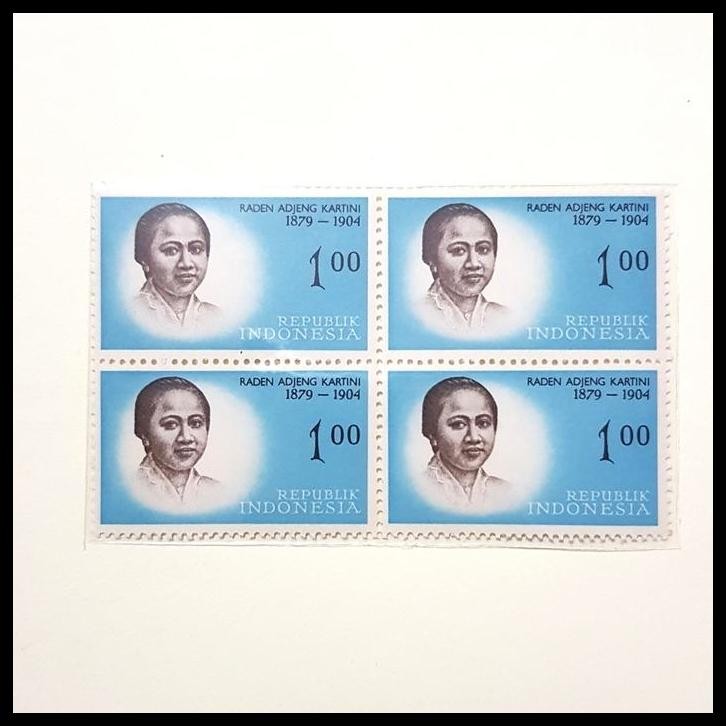 RADEN ADJENG KARTINI
1879 — 1904
1 00
REPUBLIK
INDONESIA
RADEN ADJENG KARTINI
1879 — 1904
1 00
REPUBLIK
INDONESIA
RADEN ADJENG KARTINI
1879 — 1904
1 00
REPUBLIK
INDONESIA
RADEN ADJENG KARTINI
1879 — 1904
1 00
REPUBLIK
INDONESIA